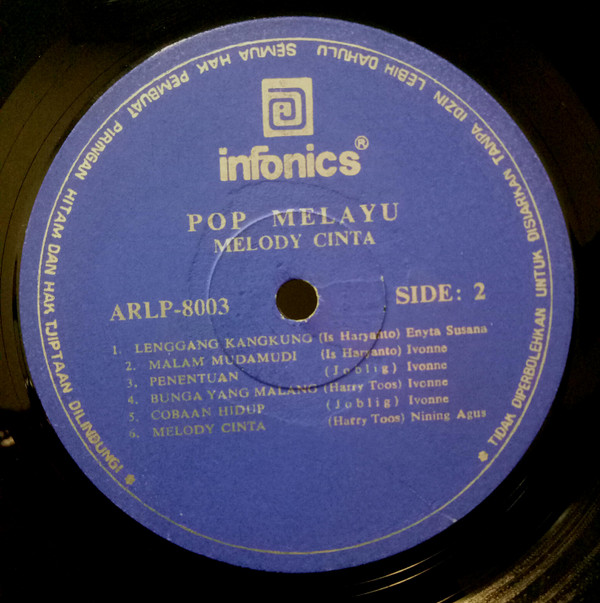 SEMUA HAK PEMBUAT PIRINGAN HITAM DAN HAK TJIPTAAN DILINDUNGI
TIDAK DIPERBOLEHKAN UNTUK DISIARKAN TANPA IDZIN LEBIH DAHULU
infonics®
POP MELAYU
MELODY CINTA
ARLP-8003 SIDE: 2
1. LENGGANG KANGKUNG (Is Haryanto) Enyta Susana
2. MALAM MUDAMUDI (Is Haryanto) Ivonne
3. PENENTUAN (Joblig) Ivonne
4. BUNGA YANG MALANG (Harry Toos) Ivonne
5. COBAAN HIDUP (Joblig) Ivonne
6. MELODY CINTA (Harry Toos) Nining Agus